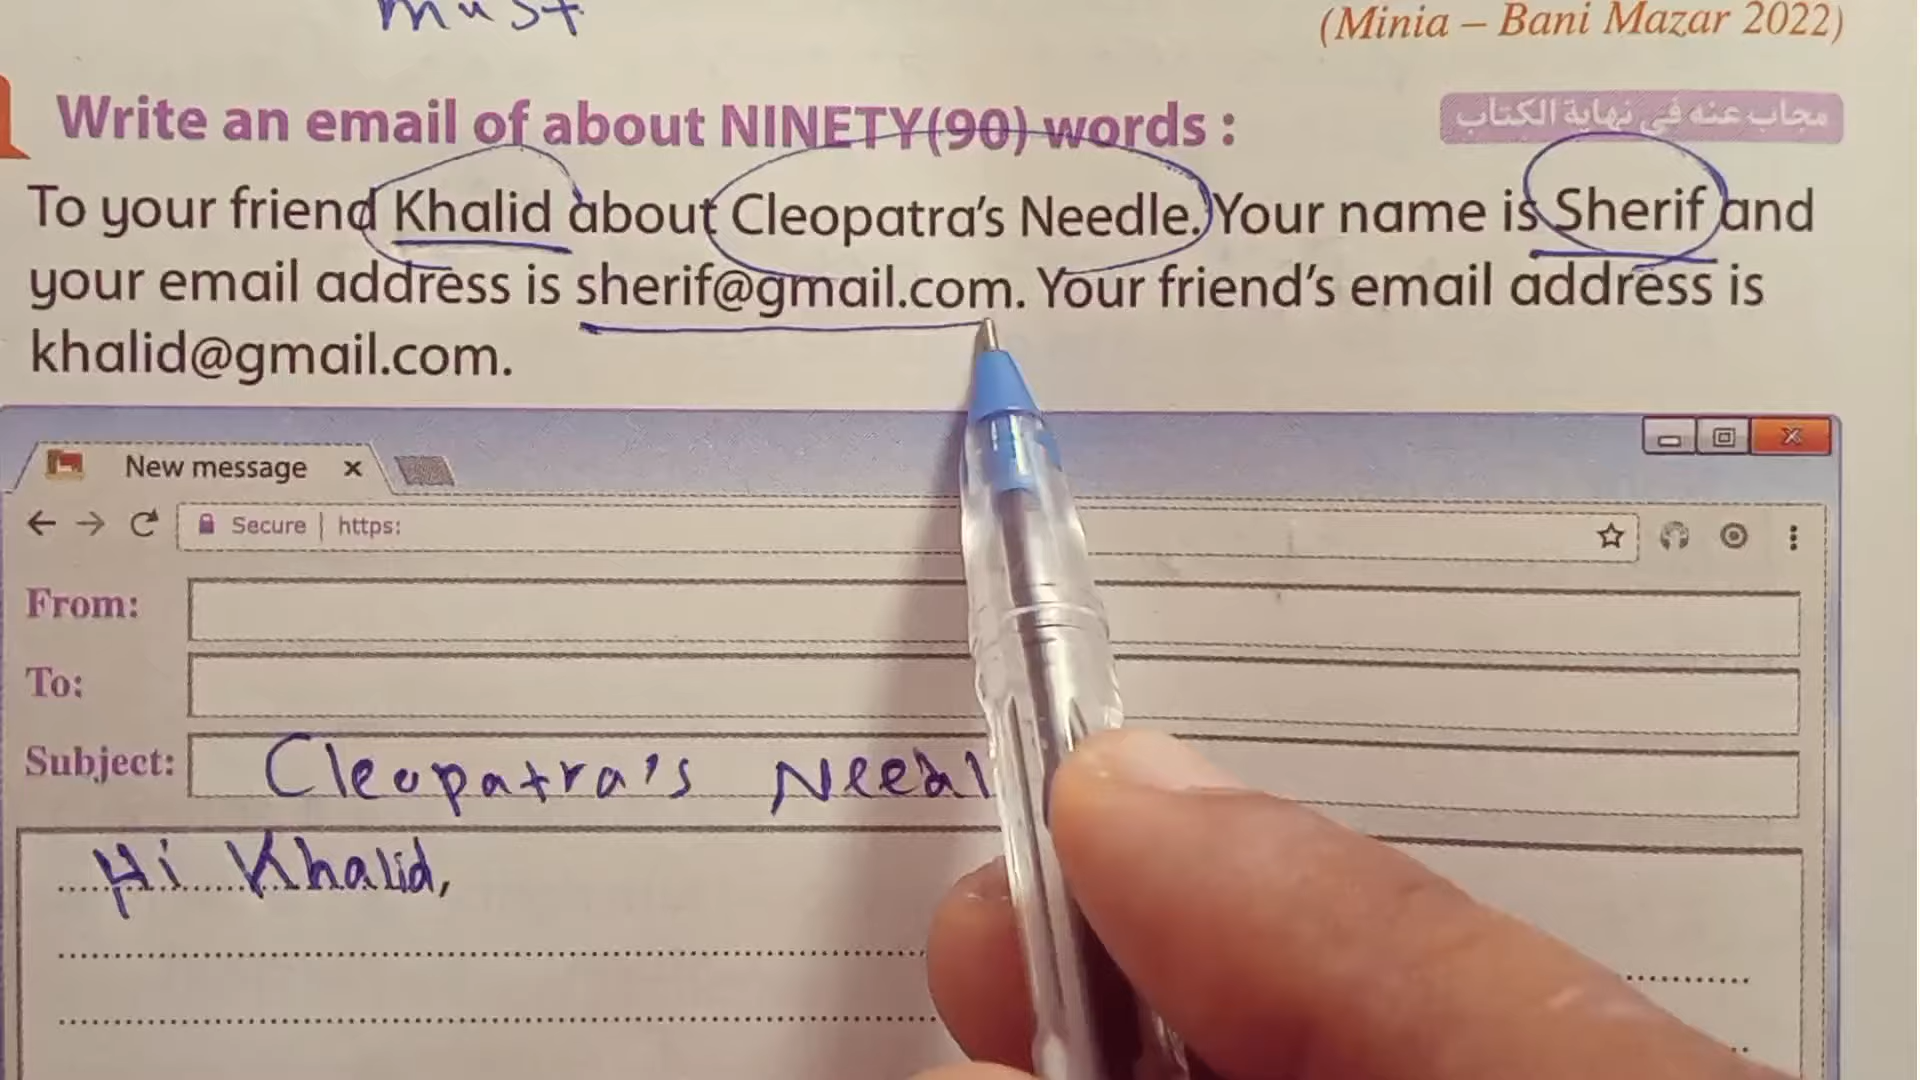 must
(Minia – Bani Mazar 2022)
Write an email of about NINETY(90) words :
مجاب عنه فى نهاية الكتاب
To your friend Khalid about Cleopatra's Needle. Your name is Sherif and
your email address is sherif@gmail.com. Your friend's email address is
khalid@gmail.com.
New message x
Secure | https:
From:
To:
Subject: Cleopatra's Needl
Hi Khalid,